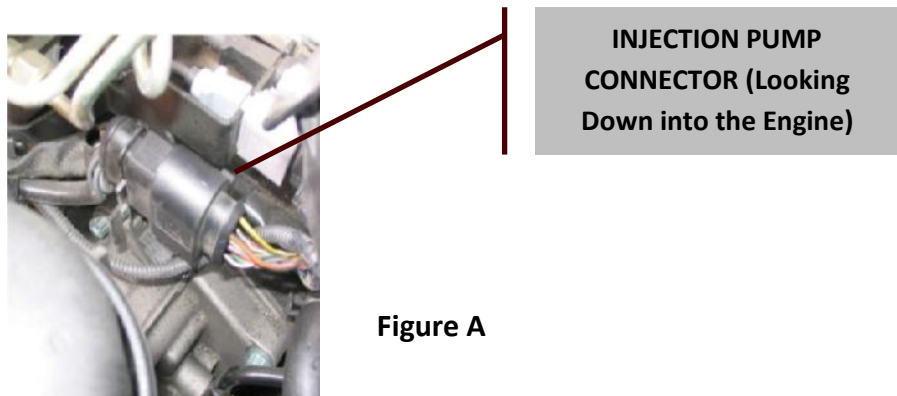 INJECTION PUMP
CONNECTOR (Looking
Down into the Engine)
Figure A